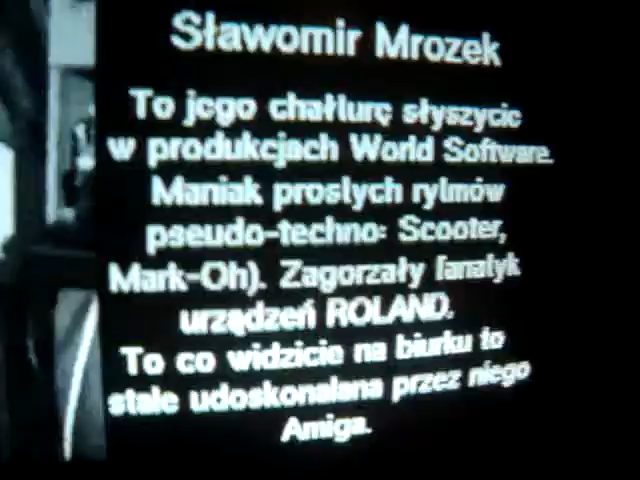 Sławomir Mrozek
To jego chałturę słyszycie
w produkcjach World Software.
Maniak prostych rytmów
pseudo-techno: Scooter,
Mark-Oh). Zagorzały fanatyk
urządzeń ROLAND.
To co widzicie na biurku to
stale udoskonalana przez niego
Amiga.